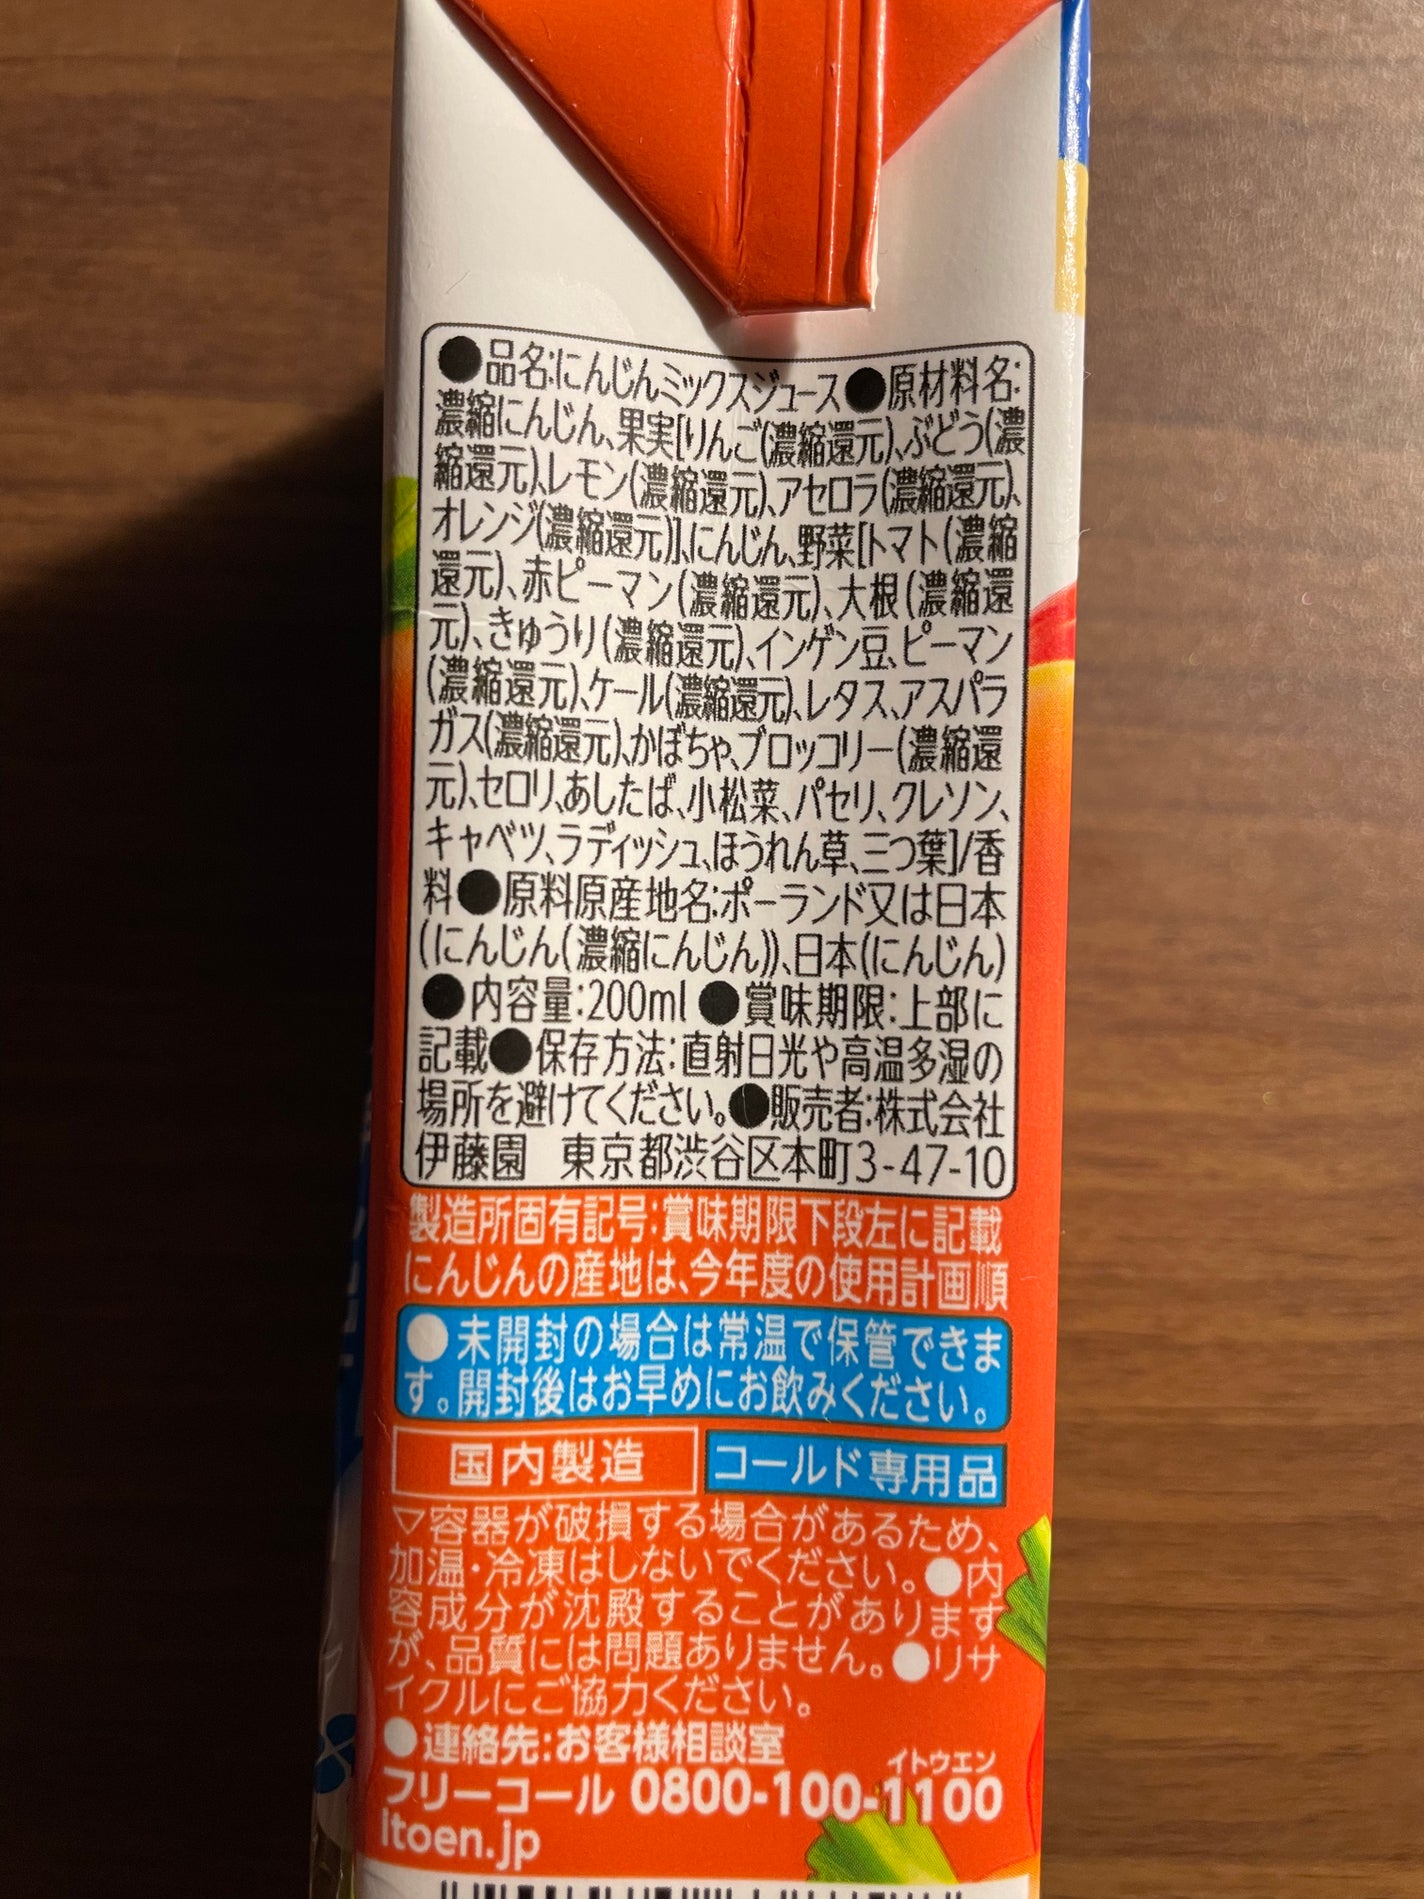 ●品名:にんじんミックスジュース●原材料名:
濃縮にんじん、果実[りんご(濃縮還元)、ぶどう(濃
縮還元)、レモン(濃縮還元)、アセロラ(濃縮還元)、
オレンジ(濃縮還元)]、にんじん、野菜[トマト(濃縮
還元)、赤ピーマン(濃縮還元)、大根(濃縮還
元)、きゅうり(濃縮還元)、インゲン豆、ピーマン
(濃縮還元)、ケール(濃縮還元)、レタス、アスパラ
ガス(濃縮還元)、かぼちゃ、ブロッコリー(濃縮還
元)、セロリ、あしたば、小松菜、パセリ、クレソン、
キャベツ、ラディッシュ、ほうれん草、三つ葉]/香
料●原料原産地名:ポーランド又は日本
(にんじん(濃縮にんじん))、日本(にんじん)
●内容量:200ml ●賞味期限:上部に
記載●保存方法:直射日光や高温多湿の
場所を避けてください。●販売者:株式会社
伊藤園　東京都渋谷区本町3-47-10
製造所固有記号:賞味期限下段左に記載
にんじんの産地は、今年度の使用計画順
●未開封の場合は常温で保管できま
す。開封後はお早めにお飲みください。
国内製造 コールド専用品
▽容器が破損する場合があるため、
加温・冷凍はしないでください。●内
容成分が沈殿することがあります
が、品質には問題ありません。●リサ
イクルにご協力ください。
●連絡先:お客様相談室
イトウエン
フリーコール 0800-100-1100
itoen.jp